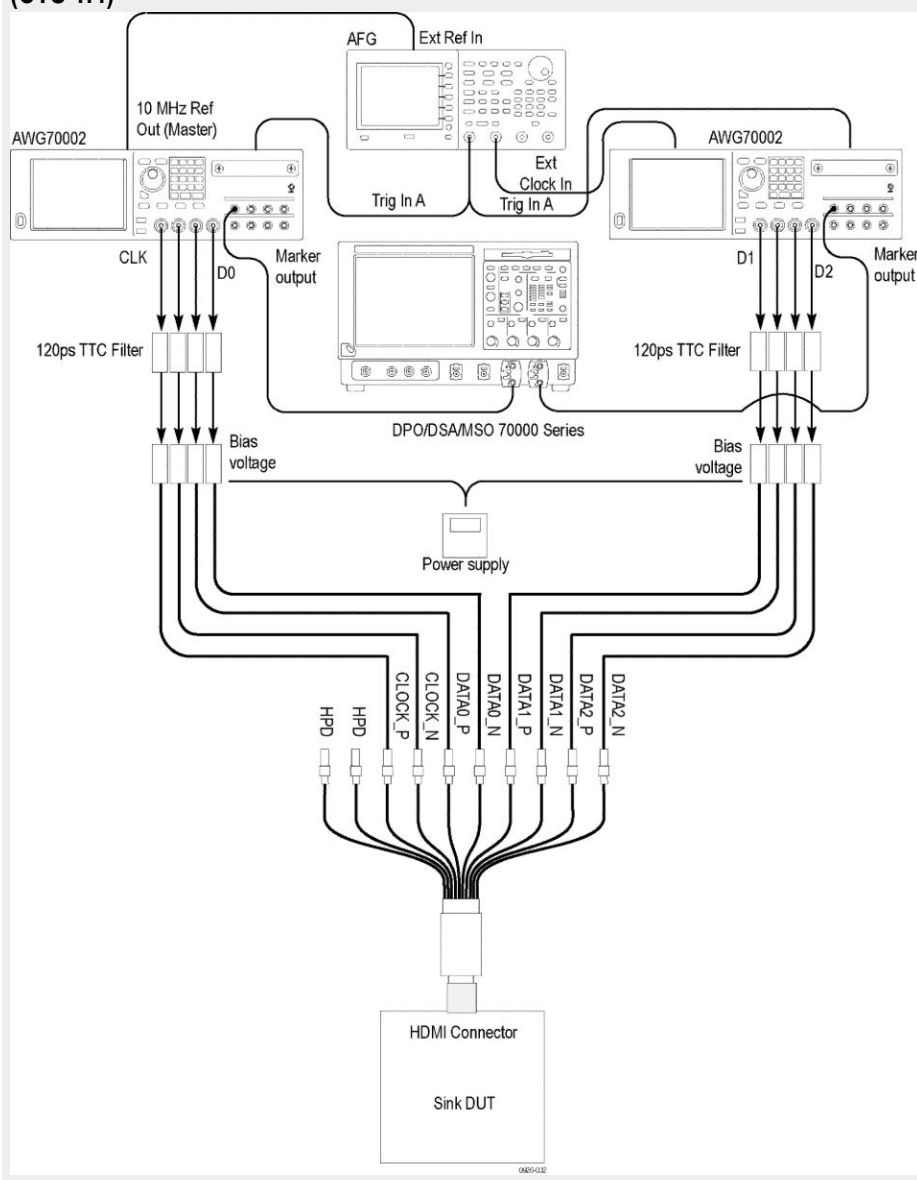 AFG
Ext Ref In
10 MHz Ref
Out (Master)
AWG70002
AWG70002
Ext
Clock In
Trig In A
Trig In A
CLK
D0
Marker
output
D1
D2
Marker
output
120ps TTC Filter
120ps TTC Filter
DPO/DSA/MSO 70000 Series
Bias
voltage
Bias
voltage
Power supply
HPD
HPD
CLOCK_P
CLOCK_N
DATA0_P
DATA0_N
DATA1_P
DATA1_N
DATA2_P
DATA2_N
HDMI Connector
Sink DUT
0926-032